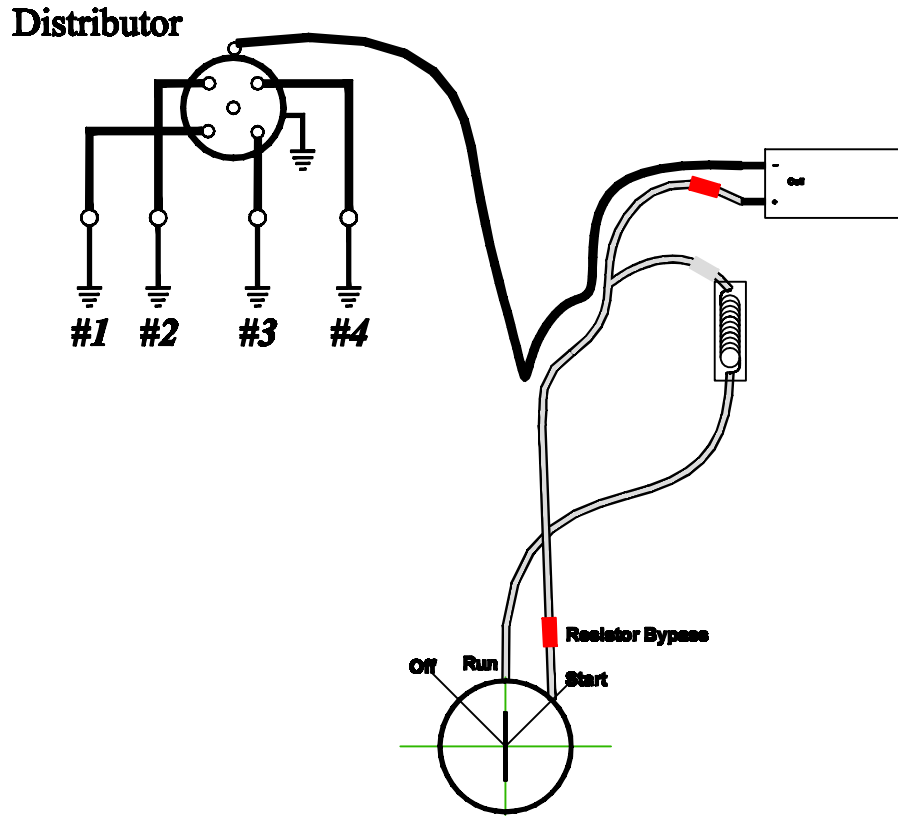 Distributor
-
Coil
+
#1 #2 #3 #4
Resistor Bypass
Off Run Start